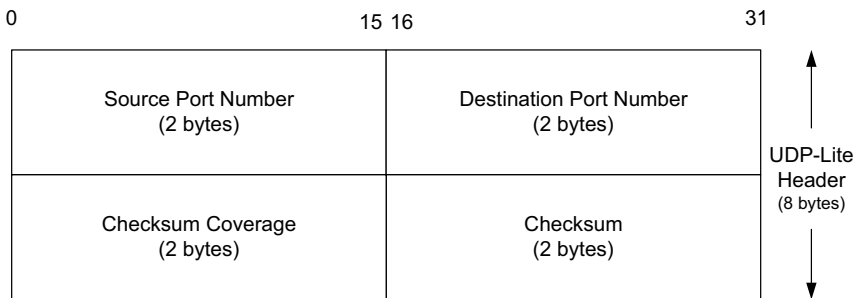 0 15 16 31
Source Port Number
(2 bytes)
Destination Port Number
(2 bytes)
UDP-Lite
Header
(8 bytes)
Checksum Coverage
(2 bytes)
Checksum
(2 bytes)